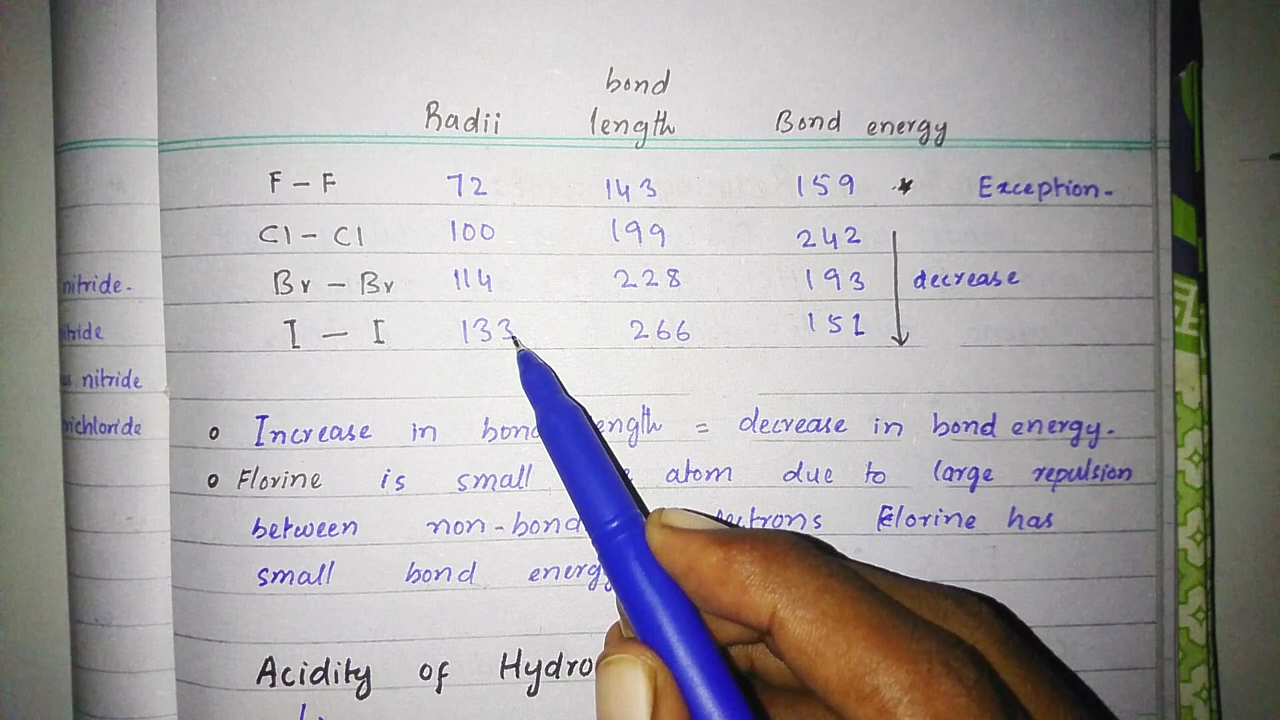 bond
Radii length Bond energy
F - F 72 143 159 * Exception-
Cl - Cl 100 199 242
Br - Br 114 228 193 decrease
I - I 133 266 151
nitride.
nitride
nichloride
o Increase in bond length = decrease in bond energy.
o Florine is small atom due to large repulsion
between non-bond Florine has
small bond energy
Acidity of Hydro